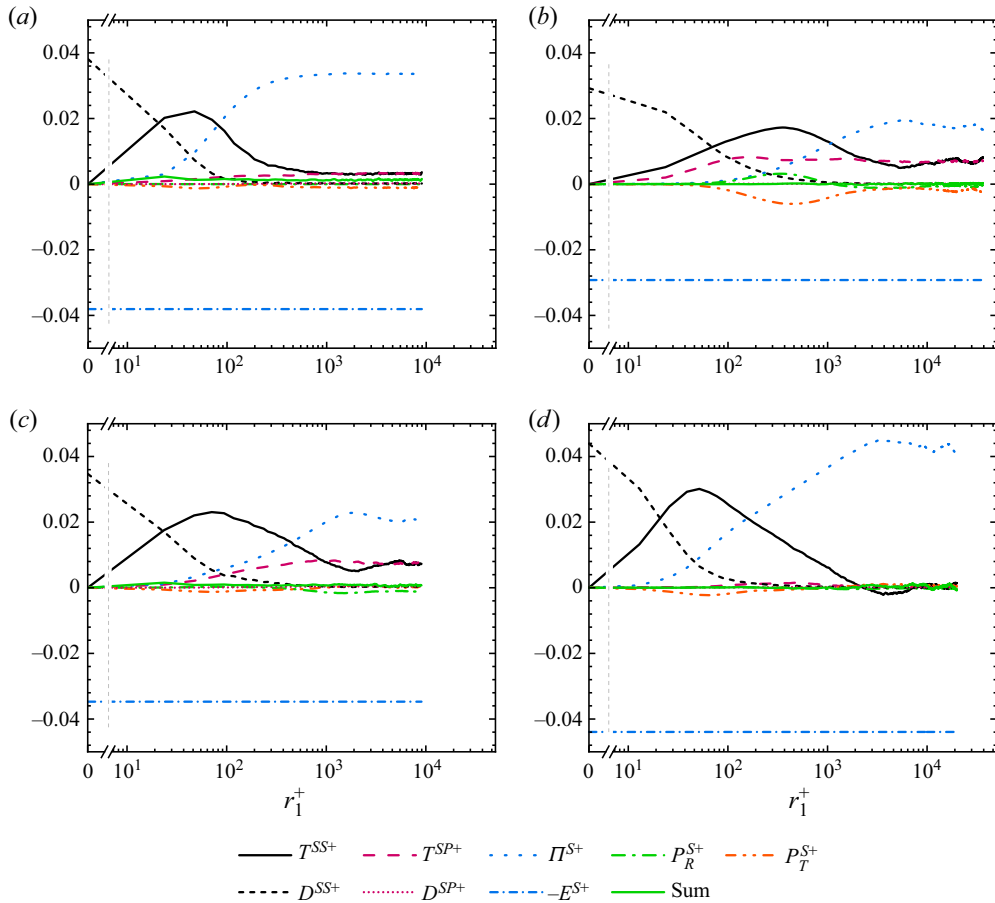 (a) (b)
0.04 0.04
0.02 0.02
0 0
–0.02 –0.02
–0.04 –0.04
0 10¹ 10² 10³ 10⁴ 0 10¹ 10² 10³ 10⁴
(c) (d)
0.04 0.04
0.02 0.02
0 0
–0.02 –0.02
–0.04 –0.04
0 10¹ 10² 10³ 10⁴ 0 10¹ 10² 10³ 10⁴
r₁⁺ r₁⁺
T^{SS+} T^{SP+} Π^{S+} P_R^{S+} P_T^{S+}
D^{SS+} D^{SP+} –E^{S+} Sum